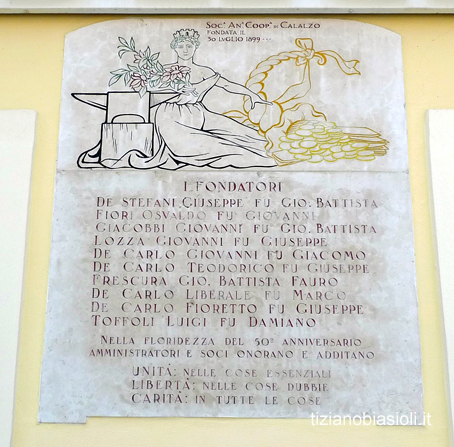 Socᵃ. Anᵃ. Coopᵃ. di Calalzo
fondata il
30 luglio 1899
I FONDATORI
De Stefani Giuseppe fu Gio. Battista
Fiori Osvaldo fu Giovanni
Giacobbi Giovanni fu Gio. Battista
Lozza Giovanni fu Giuseppe
De Carlo Giovanni fu Giacomo
De Carlo Teodorico fu Giuseppe
Frescura Gio. Battista Fauro
De Carlo Liberale fu Marco
De Carlo Fioretto fu Giuseppe
Toffoli Luigi fu Damiano
Nella floridezza del 50º anniversario
amministratori e soci onorano e additano
Unità: nelle cose essenziali
Libertà: nelle cose dubbie
Carità: in tutte le cose
tizianobiasioli.it